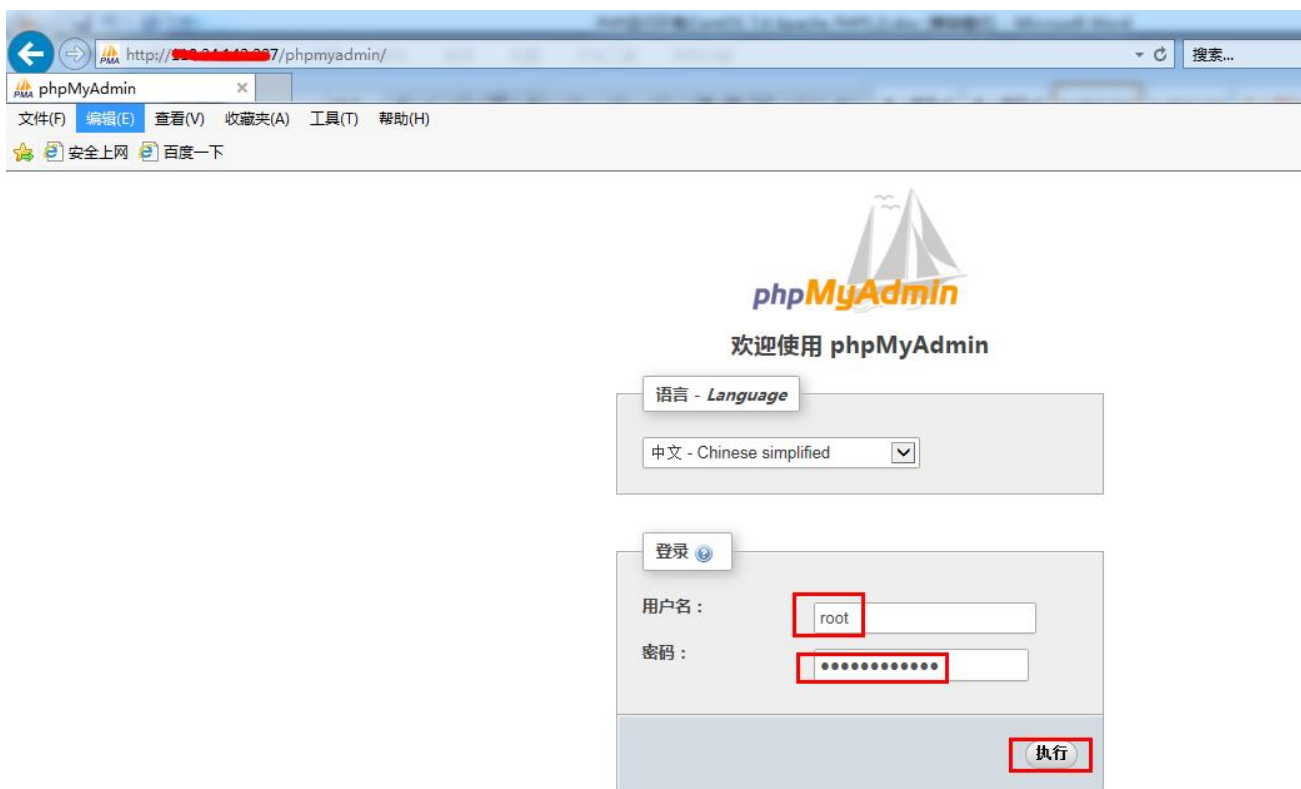 http:// 7/phpmyadmin/
搜索...
phpMyAdmin
文件(F) 编辑(E) 查看(V) 收藏夹(A) 工具(T) 帮助(H)
安全上网 百度一下
phpMyAdmin
欢迎使用 phpMyAdmin
语言 - Language
中文 - Chinese simplified
登录
用户名：
root
密码：
••••••••••••
执行